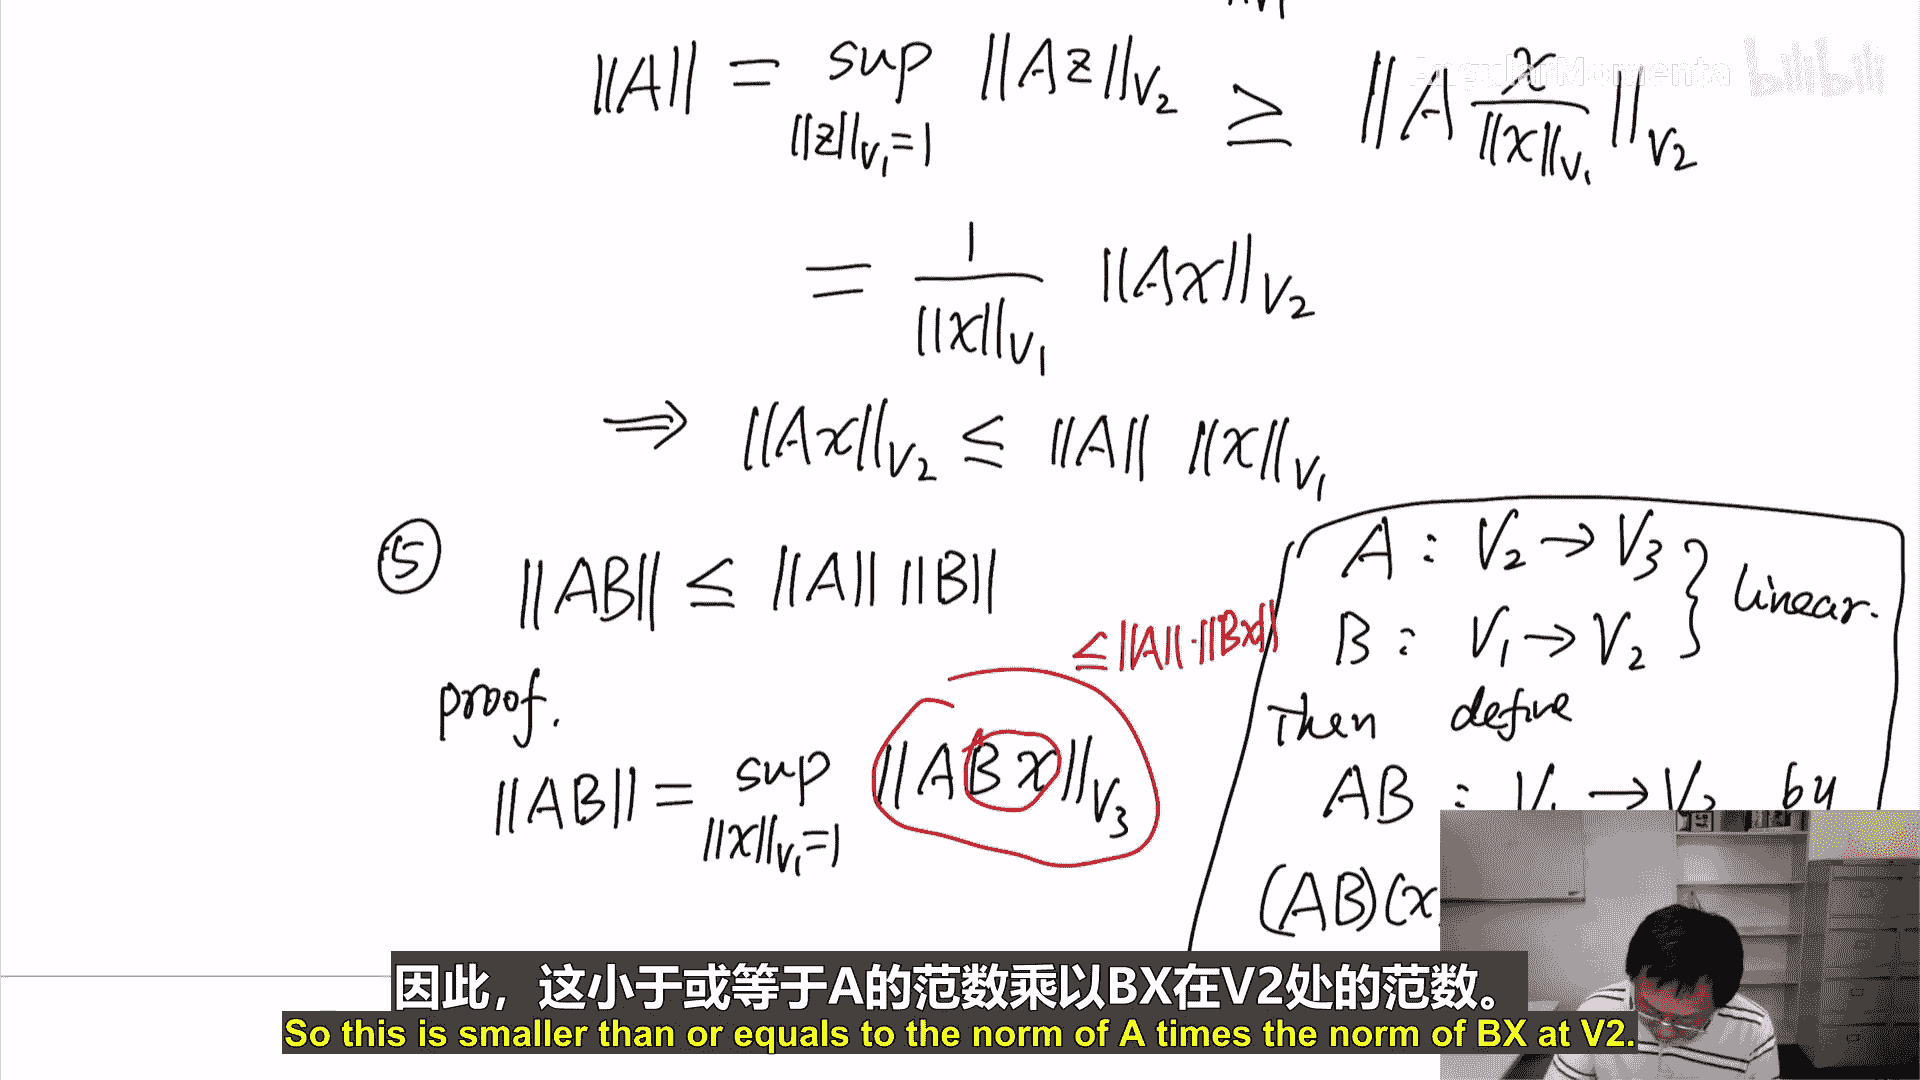 ‖A‖ = sup ‖Az‖V₂ ≥ ‖A x/‖x‖V₁ ‖V₂
‖z‖V₁=1
AngularMomenta bilibili
= 1/‖x‖V₁ ‖Ax‖V₂
⟹ ‖Ax‖V₂ ≤ ‖A‖ ‖x‖V₁
⑤ ‖AB‖ ≤ ‖A‖ ‖B‖
≤‖A‖·‖Bx‖
proof.
‖AB‖ = sup ‖ABx‖V₃
‖x‖V₁=1
A : V₂ → V₃
B : V₁ → V₂
} linear.
Then define
AB : V₁ → V₃ by
(AB)(x
因此，这小于或等于A的范数乘以BX在V2处的范数。
So this is smaller than or equals to the norm of A times the norm of BX at V2.